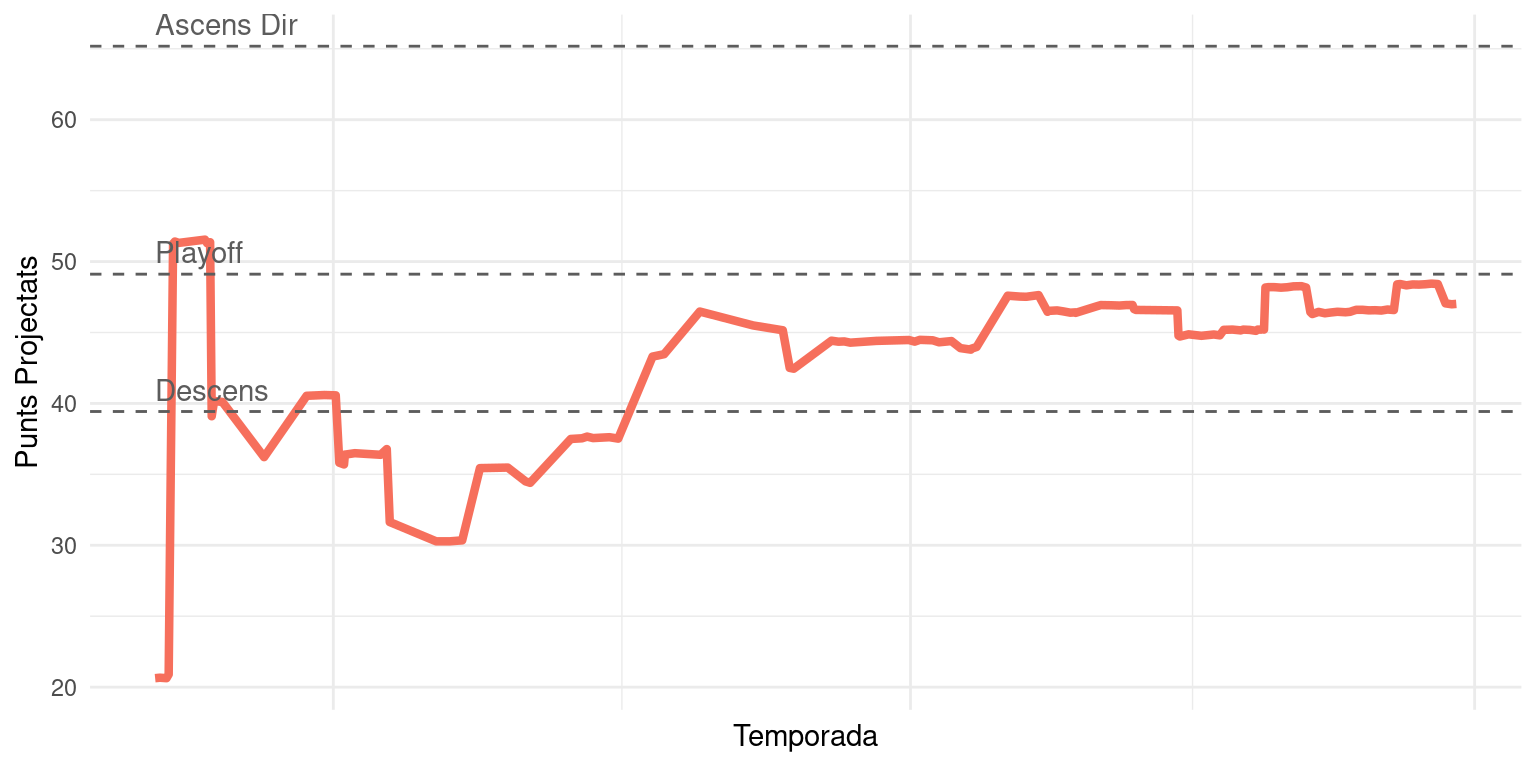 Ascens Dir
60
Playoff
50
Descens
40
30
20
Punts Projectats
Temporada